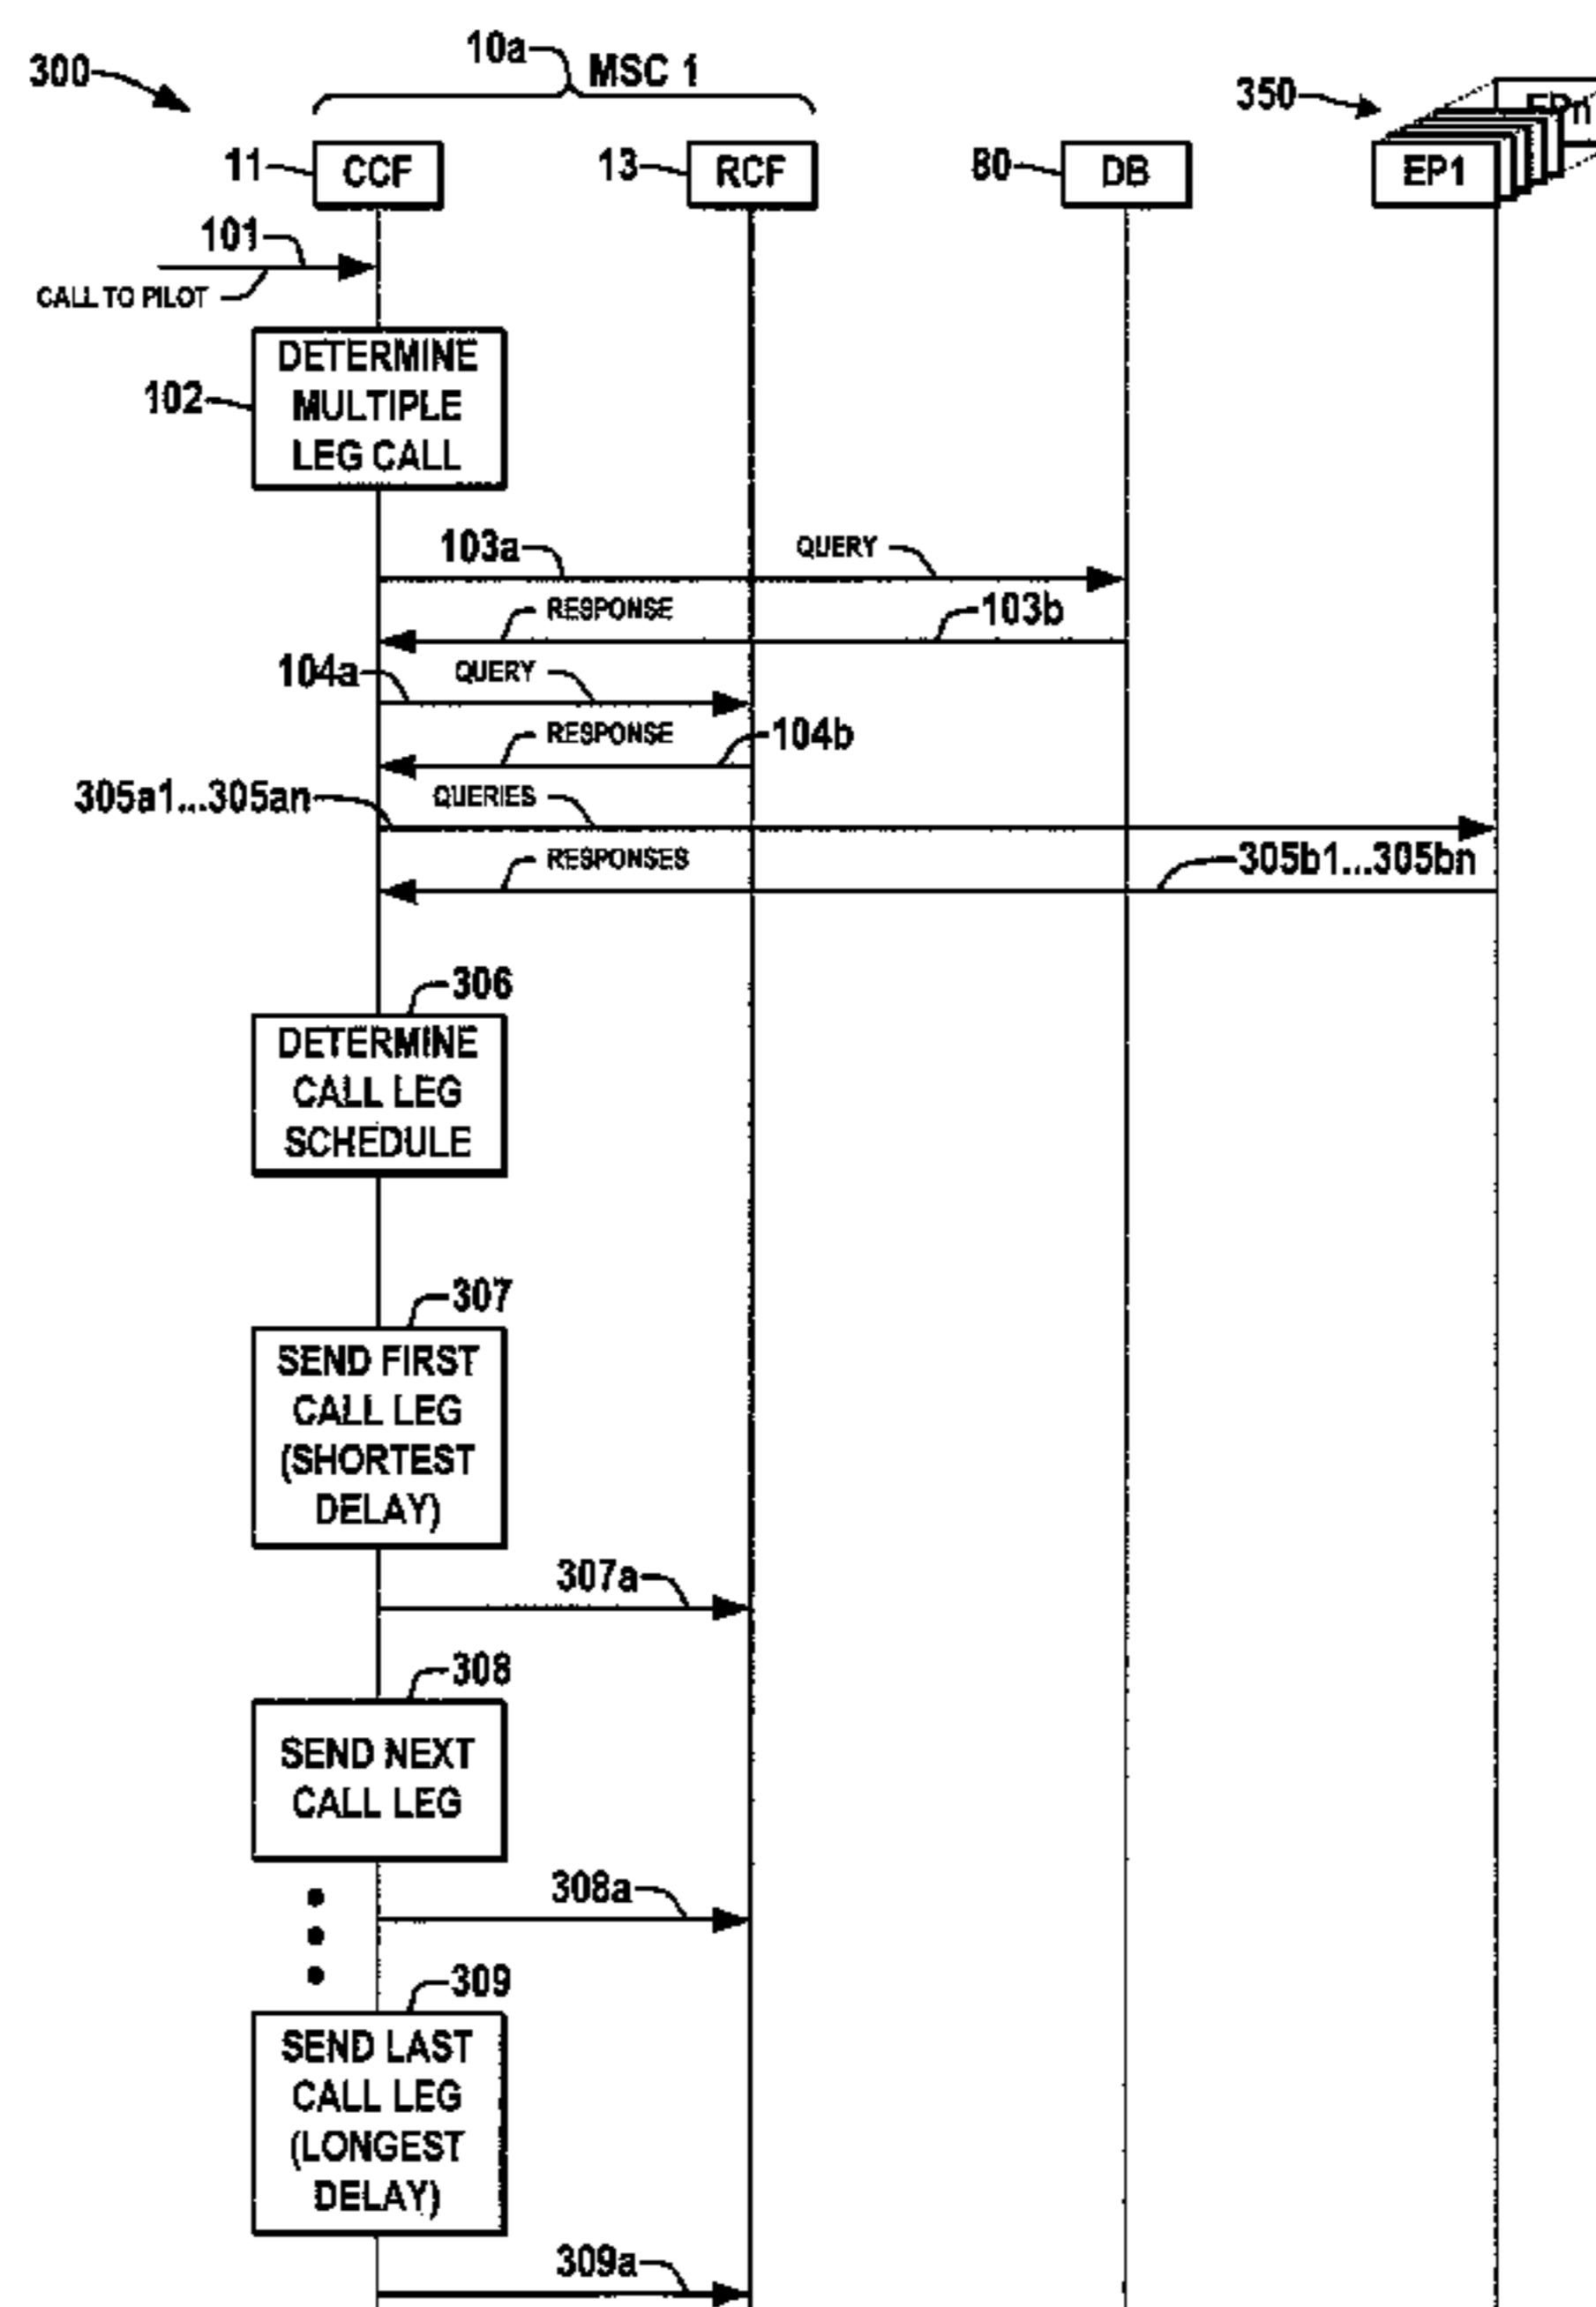 300
10a
MSC 1
350
EPn
11
CCF
13
RCF
80
DB
EP1
101
CALL TO PILOT
102
DETERMINE
MULTIPLE
LEG CALL
103a
QUERY
RESPONSE
103b
104a
QUERY
RESPONSE
104b
305a1...305an
QUERIES
RESPONSES
305b1...305bn
306
DETERMINE
CALL LEG
SCHEDULE
307
SEND FIRST
CALL LEG
(SHORTEST
DELAY)
307a
308
SEND NEXT
CALL LEG
308a
309
SEND LAST
CALL LEG
(LONGEST
DELAY)
309a